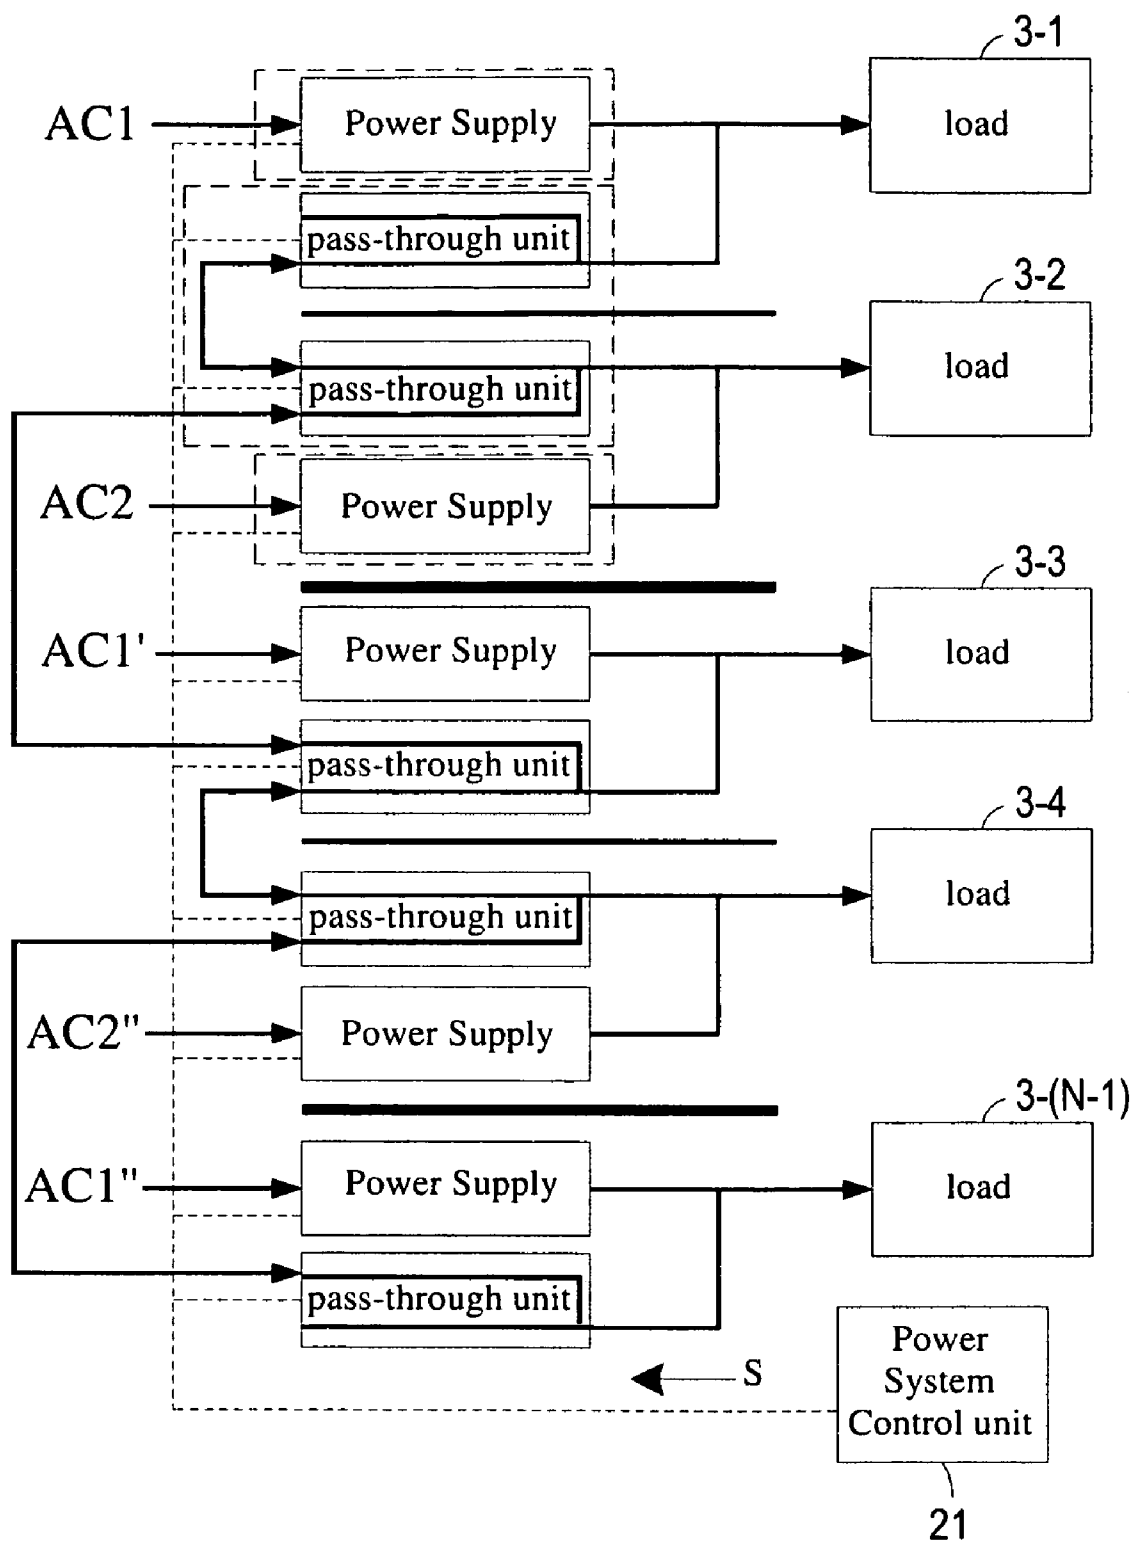 3-1
AC1
Power Supply
load
pass-through unit
3-2
pass-through unit
load
AC2
Power Supply
3-3
AC1'
Power Supply
load
pass-through unit
3-4
pass-through unit
load
AC2"
Power Supply
3-(N-1)
AC1"
Power Supply
load
pass-through unit
S
Power
System
Control unit
21